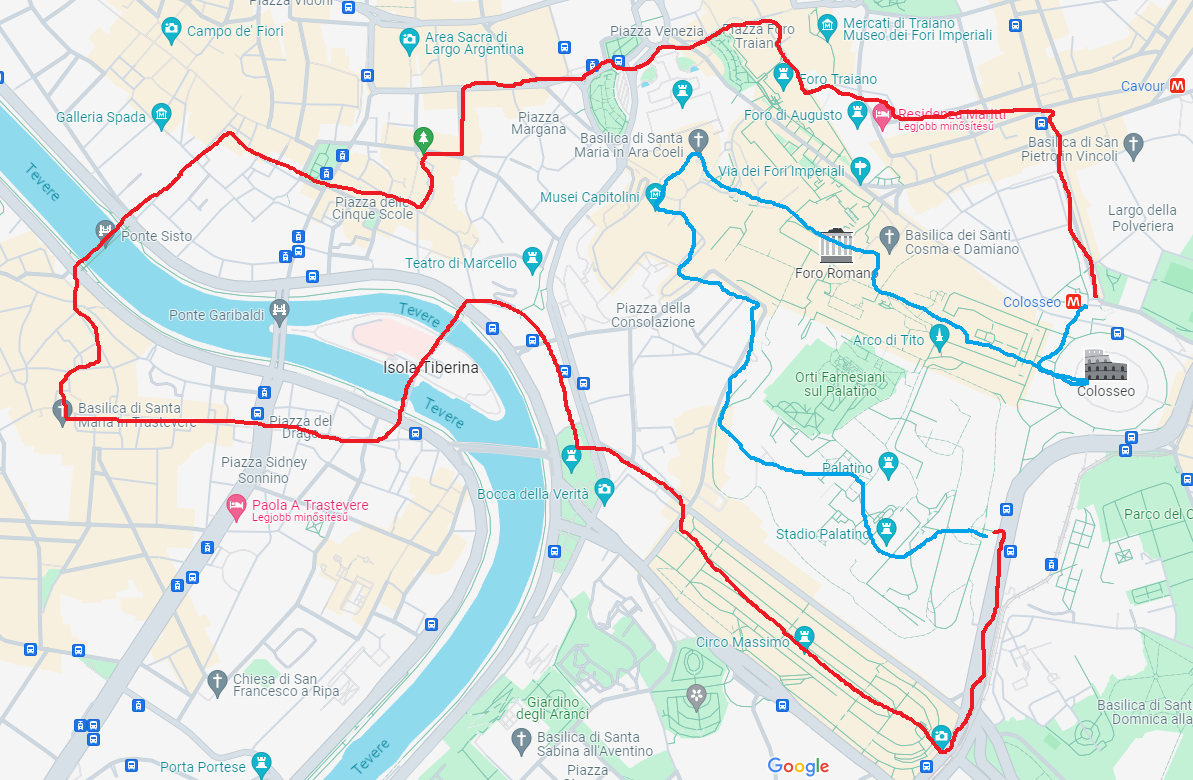 Piazza Vidoni
Campo de' Fiori
Area Sacra di
Largo Argentina
Piazza Venezia
Piazza Foro
Traiano
Mercati di Traiano
Museo dei Fori Imperiali
Foro Traiano
Cavour
Galleria Spada
Piazza
Margana
Foro di Augusto
Residenza Maritti
Legjobb minősítésű
Basilica di Santa
Maria in Ara Coeli
Basilica di San
Pietro in Vincoli
Tevere
Via dei Fori Imperiali
Musei Capitolini
Piazza delle
Cinque Scole
Largo della
Polveriera
Ponte Sisto
Basilica dei Santi
Cosma e Damiano
Teatro di Marcello
Foro Romano
Colosseo
Ponte Garibaldi
Tevere
Piazza della
Consolazione
Arco di Tito
Isola Tiberina
Orti Farnesiani
sul Palatino
Colosseo
Basilica di Santa
Maria in Trastevere
Tevere
Piazza del
Drago
Piazza Sidney
Sonnino
Palatino
Bocca della Verità
Paola A Trastevere
Legjobb minősítésű
Parco del C
Stadio Palatino
Circo Massimo
Chiesa di San
Francesco a Ripa
Giardino
degli Aranci
Basilica di Sant
Domnica alla
Basilica di Santa
Sabina all'Aventino
Tevere
Porta Portese
Piazza
Google